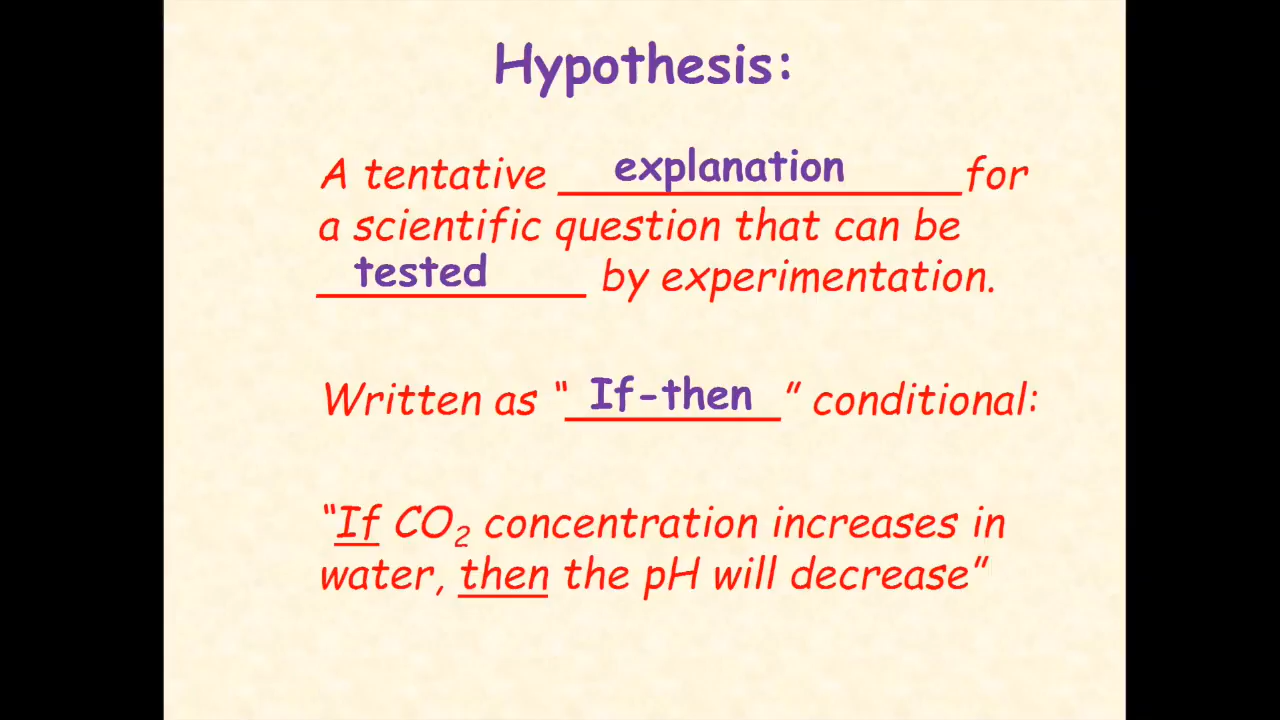 Hypothesis:
A tentative explanation for
a scientific question that can be
tested by experimentation.
Written as “If-then” conditional:
“If CO₂ concentration increases in
water, then the pH will decrease”